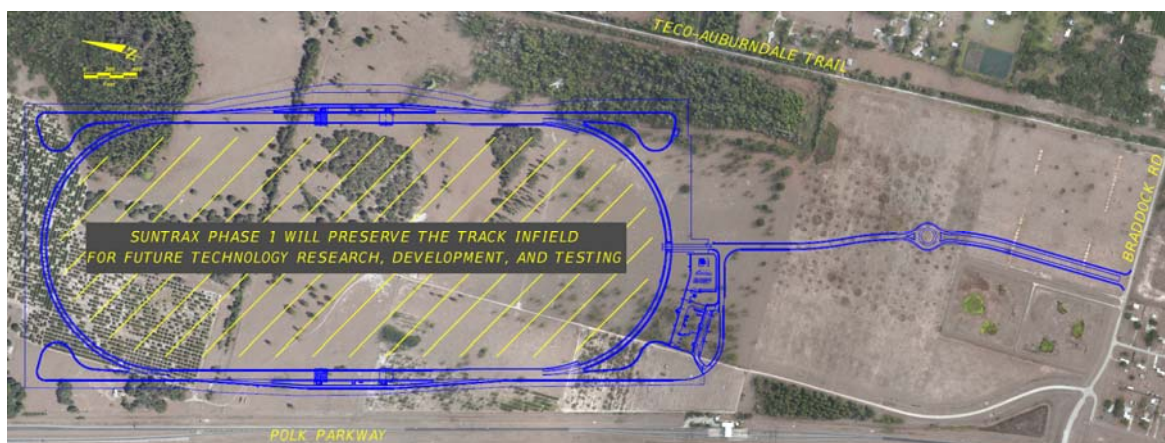 TECO-AUBURNDALE TRAIL
BRADDOCK RD
SUNTRAX PHASE 1 WILL PRESERVE THE TRACK INFIELD
FOR FUTURE TECHNOLOGY RESEARCH, DEVELOPMENT, AND TESTING
POLK PARKWAY